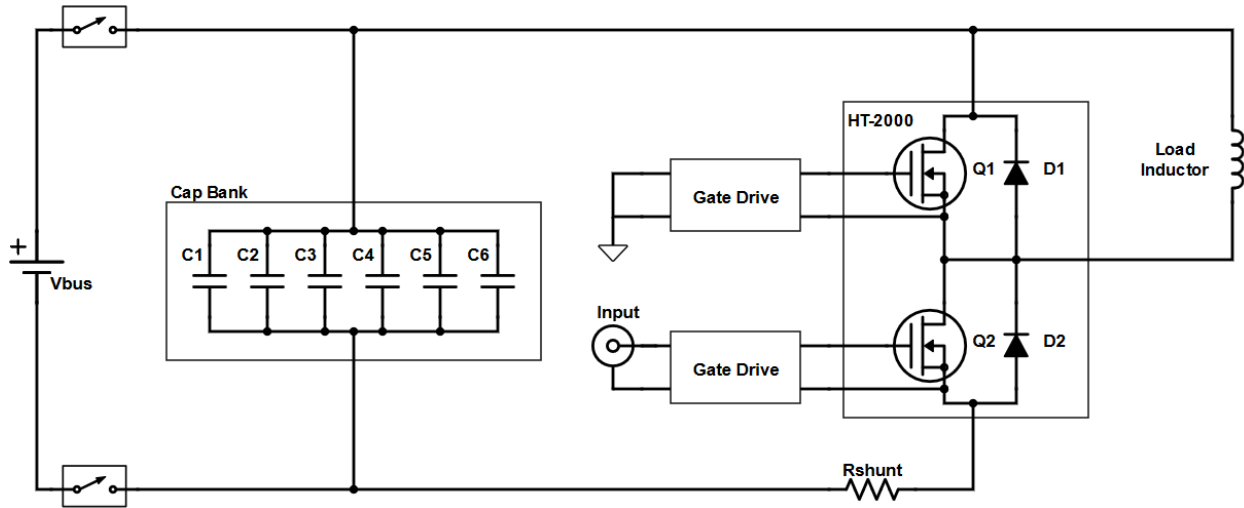 HT-2000
Q1
D1
Load
Inductor
Gate Drive
Cap Bank
C1
C2
C3
C4
C5
C6
+
Vbus
Input
Gate Drive
Q2
D2
Rshunt